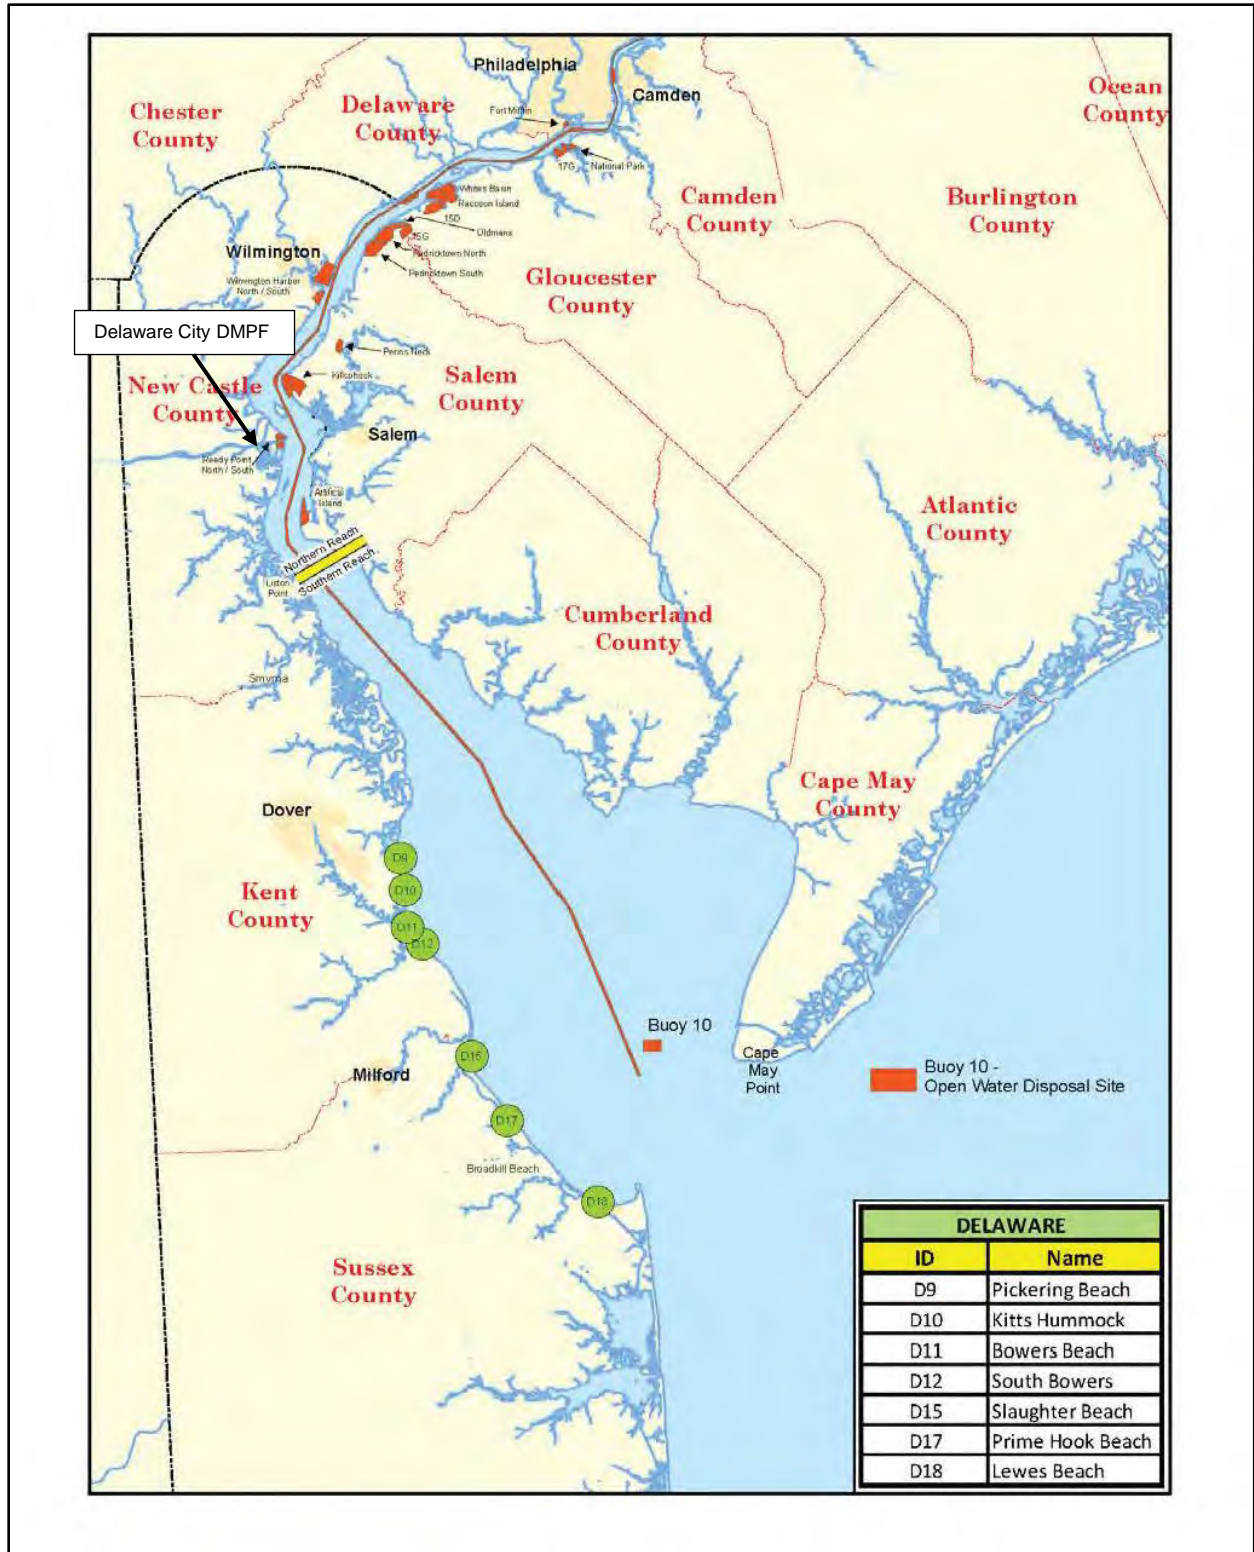 Philadelphia
Camden
Ocean
County
Chester
County
Delaware
County
Fort Mifflin
17G
National Park
Camden
County
Burlington
County
Whites Basin
Raccoon Island
15D
Oldmans
15G
Pedricktown North
Pedricktown South
Wilmington
Wilmington Harbor
North / South
Gloucester
County
Delaware City DMPF
Penns Neck
Killcohook
New Castle
County
Salem
County
Salem
Reedy Point
North / South
Artificial
Island
Atlantic
County
Northern Reach
Southern Reach
Liston
Point
Cumberland
County
Smyrna
Cape May
County
Dover
D9
D10
Kent
County
D11
D12
Buoy 10
D15
Milford
Cape
May
Point
Buoy 10 -
Open Water Disposal Site
D17
Broadkill Beach
D18
Sussex
County
DELAWARE
ID Name
D9 Pickering Beach
D10 Kitts Hummock
D11 Bowers Beach
D12 South Bowers
D15 Slaughter Beach
D17 Prime Hook Beach
D18 Lewes Beach